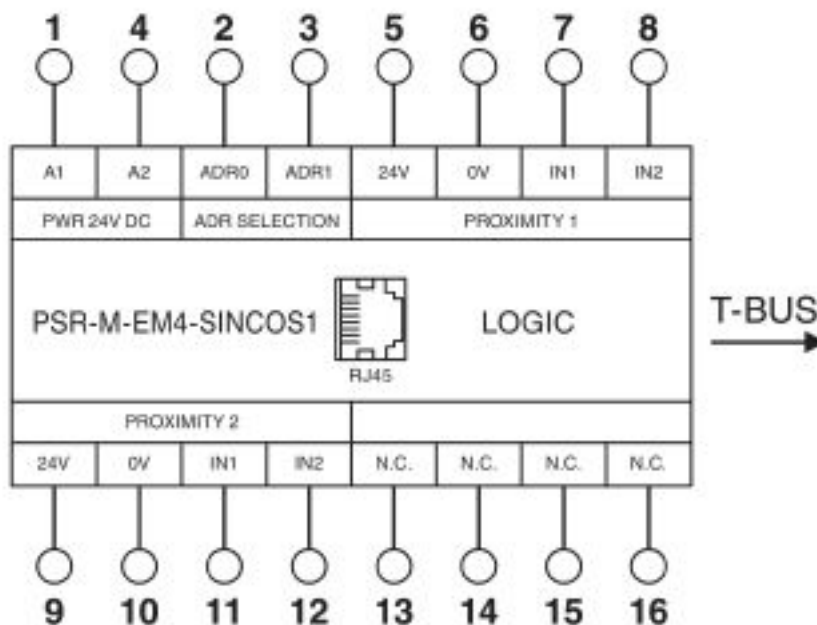 1 4 2 3 5 6 7 8
A1 A2 ADR0 ADR1 24V 0V IN1 IN2
PWR 24V DC ADR SELECTION PROXIMITY 1
PSR-M-EM4-SINCOS1 LOGIC T-BUS
RJ45
PROXIMITY 2
24V 0V IN1 IN2 N.C. N.C. N.C. N.C.
9 10 11 12 13 14 15 16